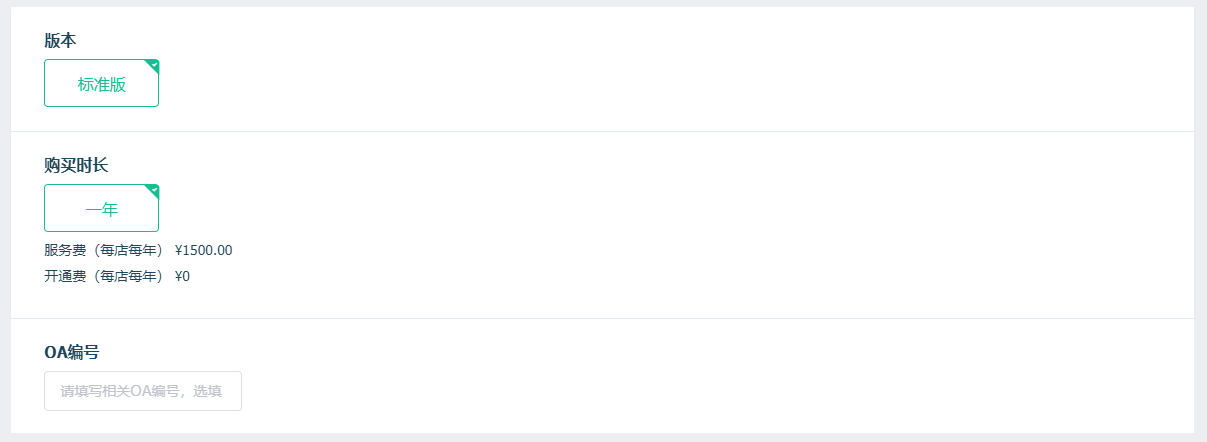 版本
标准版
购买时长
一年
服务费（每店每年） ¥1500.00
开通费（每店每年） ¥0
OA编号
请填写相关OA编号，选填